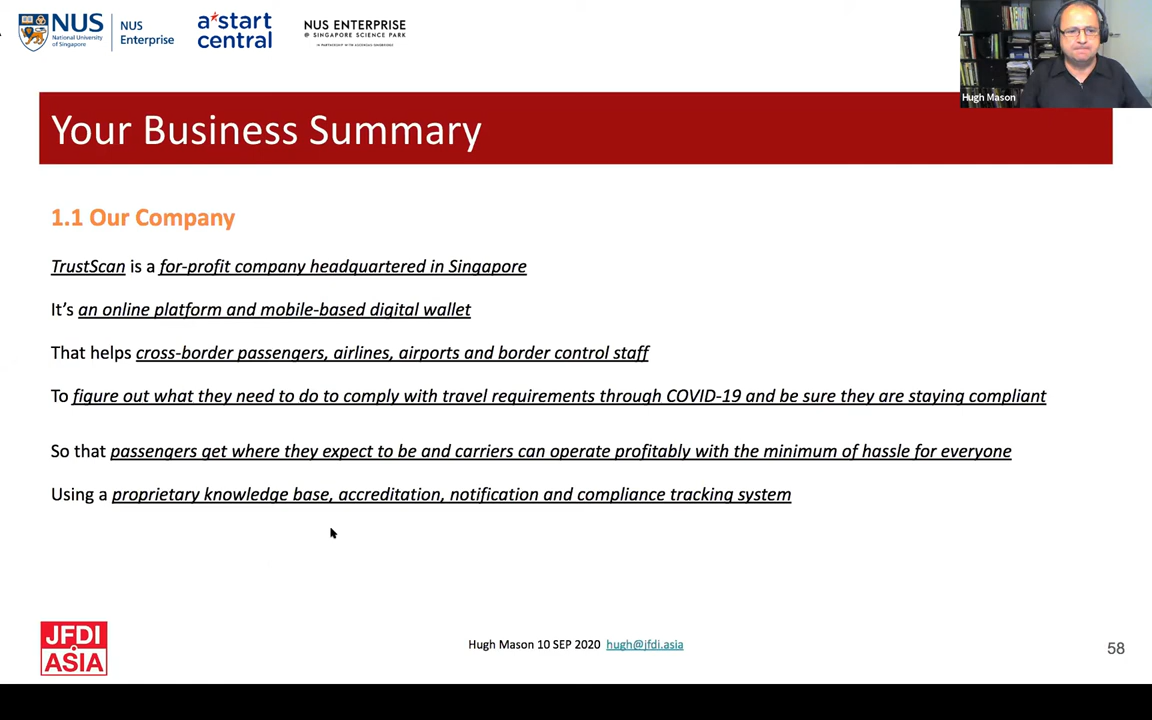 NUS
National University
of Singapore
NUS
Enterprise
a*start
central
NUS ENTERPRISE
@ SINGAPORE SCIENCE PARK
Hugh Mason
Your Business Summary
1.1 Our Company
TrustScan is a for-profit company headquartered in Singapore
It's an online platform and mobile-based digital wallet
That helps cross-border passengers, airlines, airports and border control staff
To figure out what they need to do to comply with travel requirements through COVID-19 and be sure they are staying compliant
So that passengers get where they expect to be and carriers can operate profitably with the minimum of hassle for everyone
Using a proprietary knowledge base, accreditation, notification and compliance tracking system
JFDI
ASIA
Hugh Mason 10 SEP 2020 hugh@jfdi.asia
58